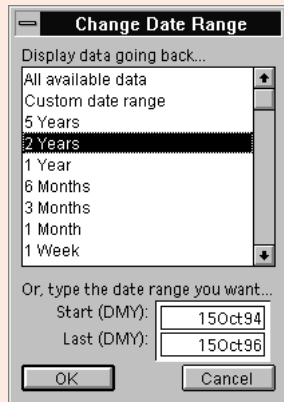 Change Date Range
Display data going back...
All available data
Custom date range
5 Years
2 Years
1 Year
6 Months
3 Months
1 Month
1 Week
Or, type the date range you want...
Start (DMY): 15Oct94
Last (DMY): 15Oct96
OK Cancel